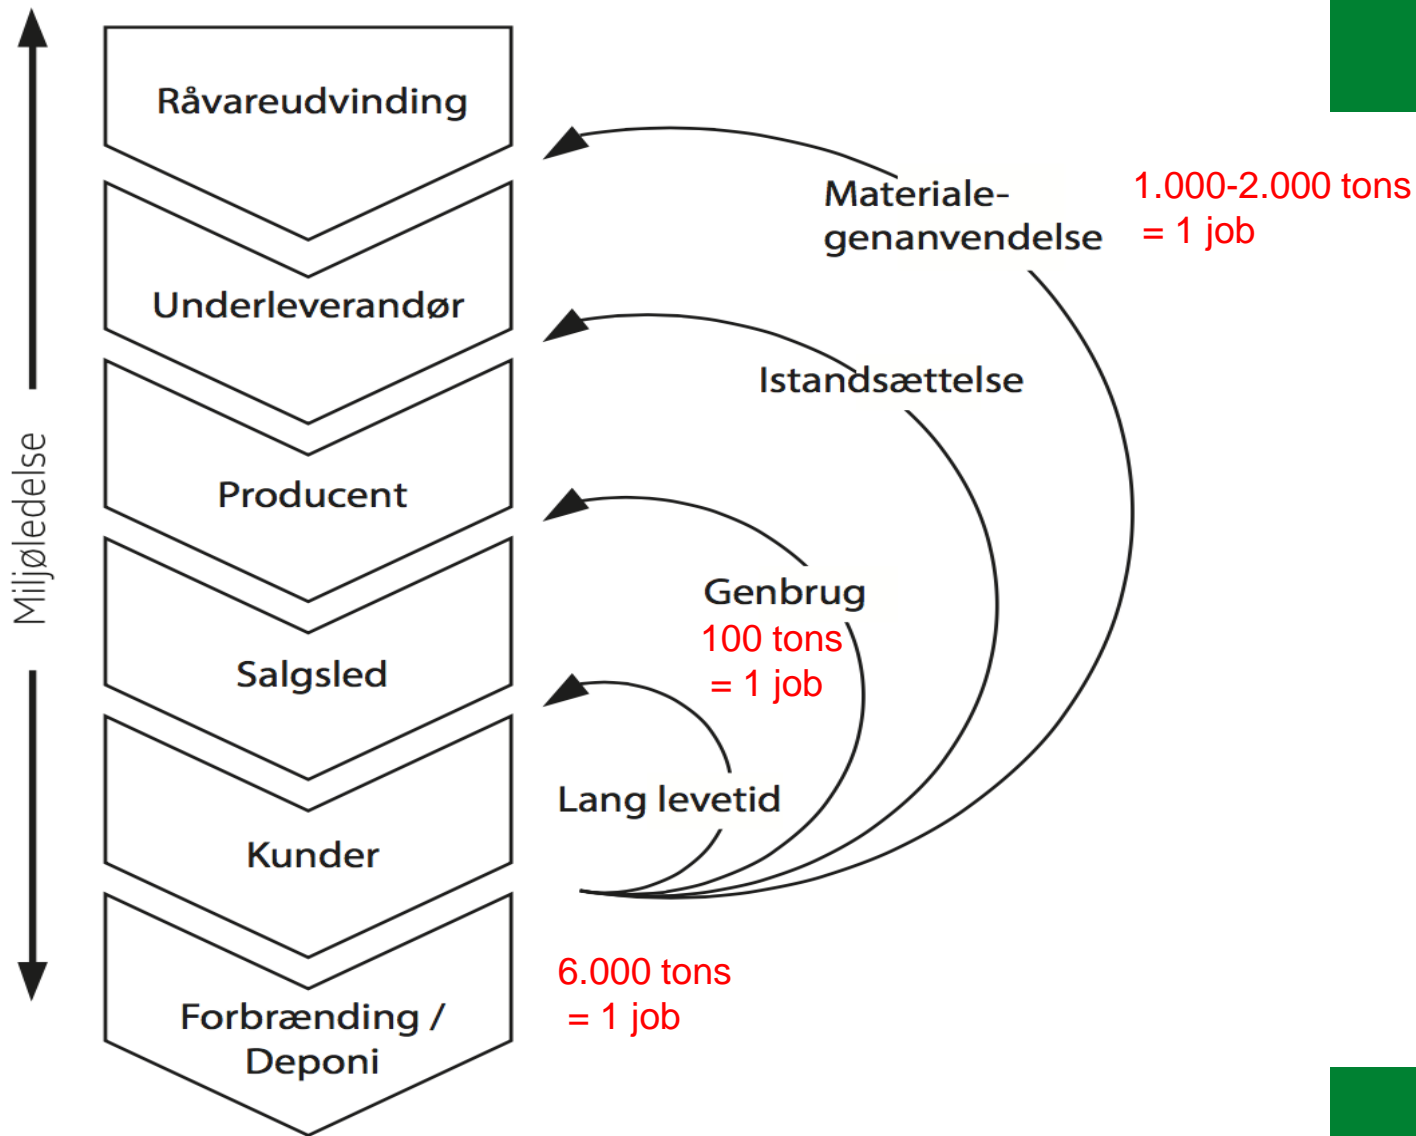 Miljøledelse
Råvareudvinding
Underleverandør
Producent
Salgsled
Kunder
Forbrænding /
Deponi
Materiale-
genanvendelse
1.000-2.000 tons
= 1 job
Istandsættelse
Genbrug
100 tons
= 1 job
Lang levetid
6.000 tons
= 1 job